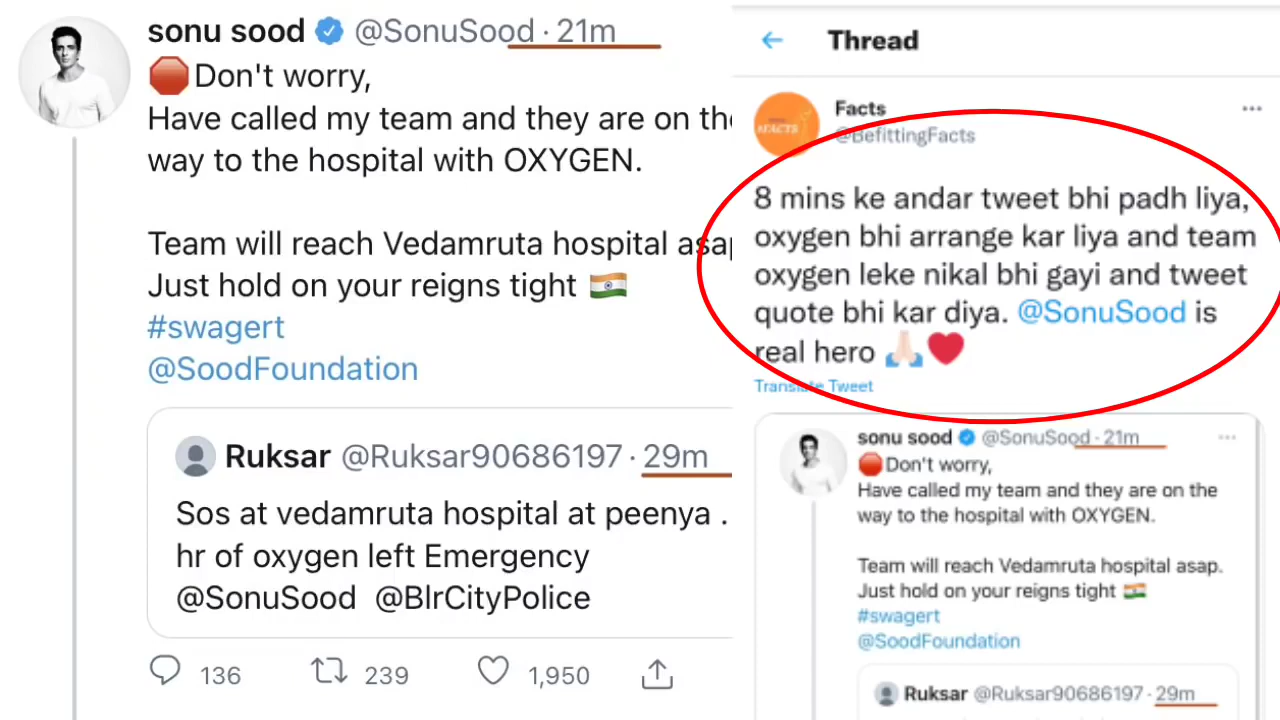 sonu sood @SonuSood · 21m
Don't worry,
Have called my team and they are on the
way to the hospital with OXYGEN.
Team will reach Vedamruta hospital asap
Just hold on your reigns tight
#swagert
@SoodFoundation
Ruksar @Ruksar90686197 · 29m
Sos at vedamruta hospital at peenya .
hr of oxygen left Emergency
@SonuSood @BlrCityPolice
136 239 1,950
Thread
Facts
@BefittingFacts
8 mins ke andar tweet bhi padh liya,
oxygen bhi arrange kar liya and team
oxygen leke nikal bhi gayi and tweet
quote bhi kar diya. @SonuSood is
real hero
Translate Tweet
sonu sood @SonuSood · 21m
Don't worry,
Have called my team and they are on the
way to the hospital with OXYGEN.
Team will reach Vedamruta hospital asap.
Just hold on your reigns tight
#swagert
@SoodFoundation
Ruksar @Ruksar90686197 · 29m